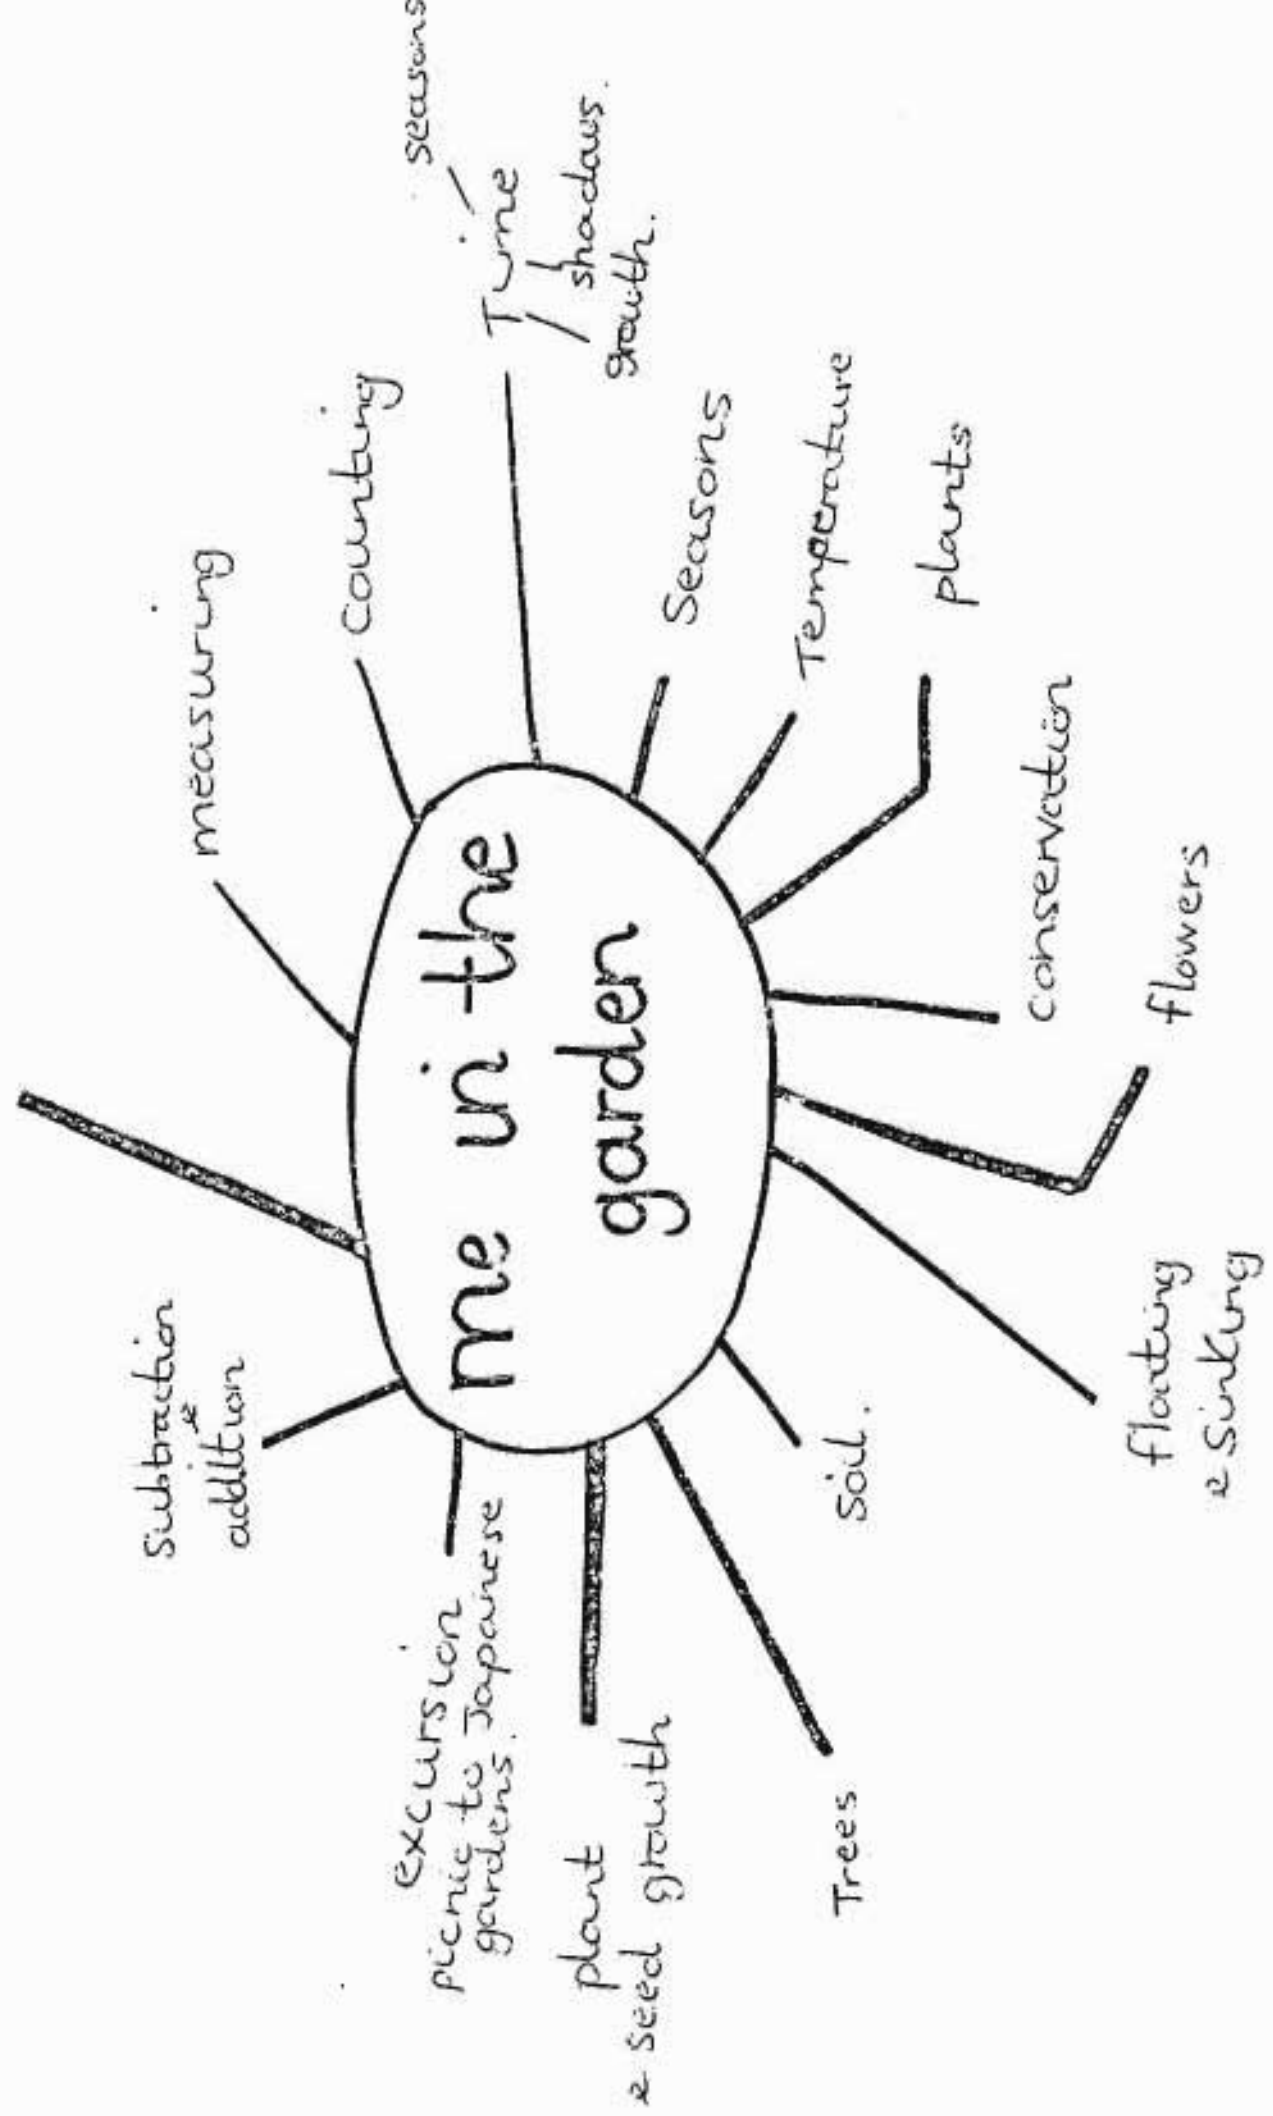 me in the
garden
measuring
counting
Time
seasons
shadows.
growth.
Seasons
Temperature
plants
conservation
flowers
floating
& sinking
Soil.
Trees
plant
& seed growth
excursion
picnic to Japanese
gardens.
Subtraction
&
addition